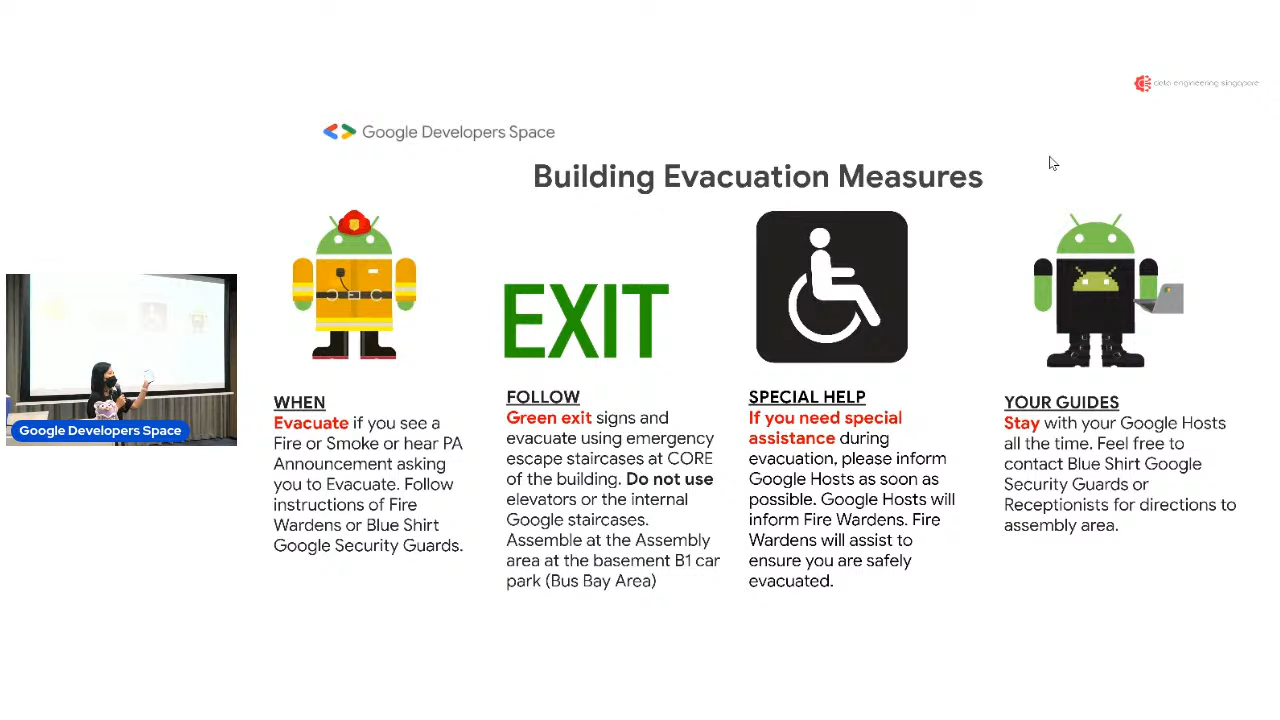 data engineering singapore
Google Developers Space
Building Evacuation Measures
EXIT
WHEN
Evacuate if you see a
Fire or Smoke or hear PA
Announcement asking
you to Evacuate. Follow
instructions of Fire
Wardens or Blue Shirt
Google Security Guards.
FOLLOW
Green exit signs and
evacuate using emergency
escape staircases at CORE
of the building. Do not use
elevators or the internal
Google staircases.
Assemble at the Assembly
area at the basement B1 car
park (Bus Bay Area)
SPECIAL HELP
If you need special
assistance during
evacuation, please inform
Google Hosts as soon as
possible. Google Hosts will
inform Fire Wardens. Fire
Wardens will assist to
ensure you are safely
evacuated.
YOUR GUIDES
Stay with your Google Hosts
all the time. Feel free to
contact Blue Shirt Google
Security Guards or
Receptionists for directions to
assembly area.
Google Developers Space